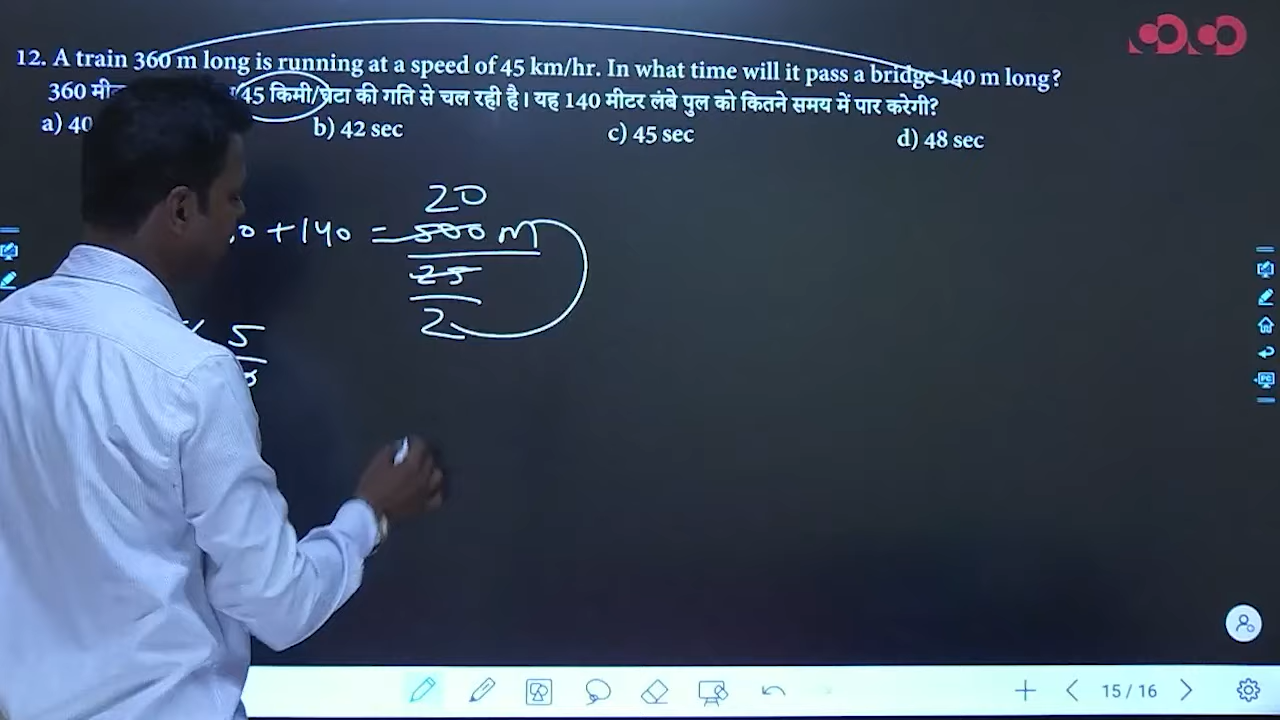 12. A train 360 m long is running at a speed of 45 km/hr. In what time will it pass a bridge 140 m long?
360 45 किमी/घंटा की गति से चल रही है। यह 140 मीटर लंबे पुल को कितने समय में पार करेगी?
a) 40 b) 42 sec c) 45 sec d) 48 sec
20
0 + 140 = 500 m
25
2
5
15 / 16